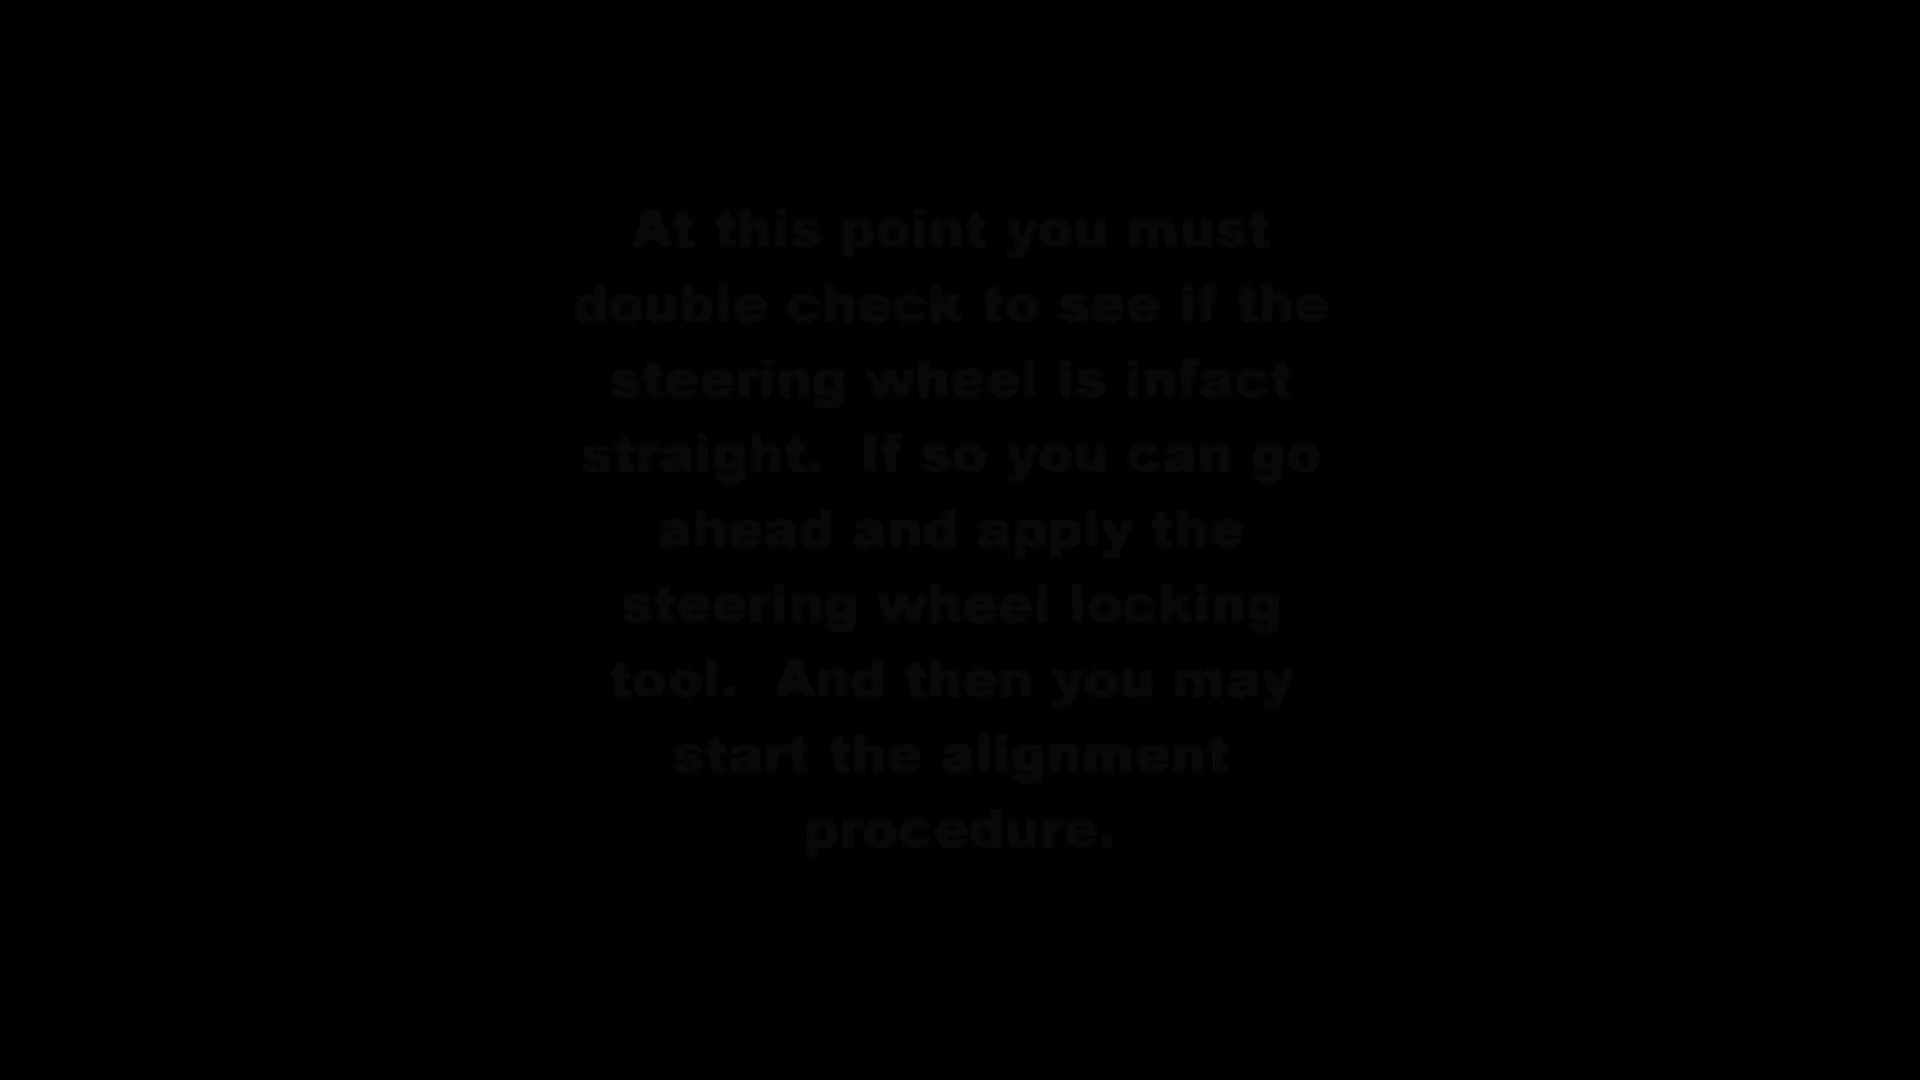 At this point you must
double check to see if the
steering wheel is infact
straight.  If so you can go
ahead and apply the
steering wheel locking
tool.  And then you may
start the alignment
procedure.